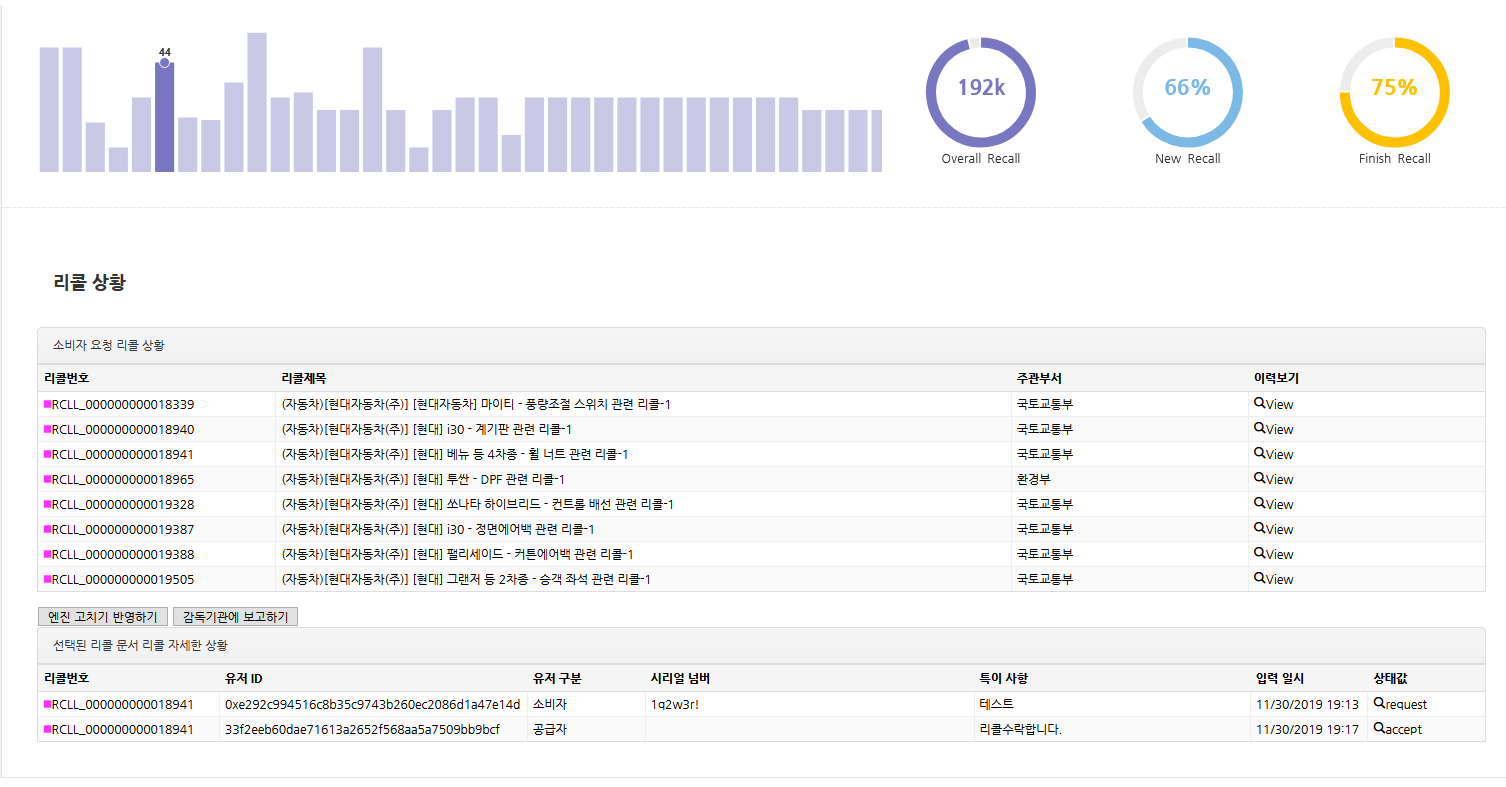 44
192k
66%
75%
Overall Recall
New Recall
Finish Recall
리콜 상황
소비자 요청 리콜 상황
리콜번호 리콜제목 주관부서 이력보기
RCLL_000000000018339 (자동차)[현대자동차(주)] [현대자동차] 마이티 - 풍량조절 스위치 관련 리콜-1 국토교통부 View
RCLL_000000000018940 (자동차)[현대자동차(주)] [현대] i30 - 계기판 관련 리콜-1 국토교통부 View
RCLL_000000000018941 (자동차)[현대자동차(주)] [현대] 베뉴 등 4차종 - 휠 너트 관련 리콜-1 국토교통부 View
RCLL_000000000018965 (자동차)[현대자동차(주)] [현대] 투싼 - DPF 관련 리콜-1 환경부 View
RCLL_000000000019328 (자동차)[현대자동차(주)] [현대] 쏘나타 하이브리드 - 컨트롤 배선 관련 리콜-1 국토교통부 View
RCLL_000000000019387 (자동차)[현대자동차(주)] [현대] i30 - 정면에어백 관련 리콜-1 국토교통부 View
RCLL_000000000019388 (자동차)[현대자동차(주)] [현대] 팰리세이드 - 커튼에어백 관련 리콜-1 국토교통부 View
RCLL_000000000019505 (자동차)[현대자동차(주)] [현대] 그랜저 등 2차종 - 승객 좌석 관련 리콜-1 국토교통부 View
엔진 고치기 반영하기 감독기관에 보고하기
선택된 리콜 문서 리콜 자세한 상황
리콜번호 유저 ID 유저 구분 시리얼 넘버 특이 사항 입력 일시 상태값
RCLL_000000000018941 0xe292c994516c8b35c9743b260ec2086d1a47e14d 소비자 1q2w3r! 테스트 11/30/2019 19:13 request
RCLL_000000000018941 33f2eeb60dae71613a2652f568aa5a7509bb9bcf 공급자 리콜수락합니다. 11/30/2019 19:17 accept